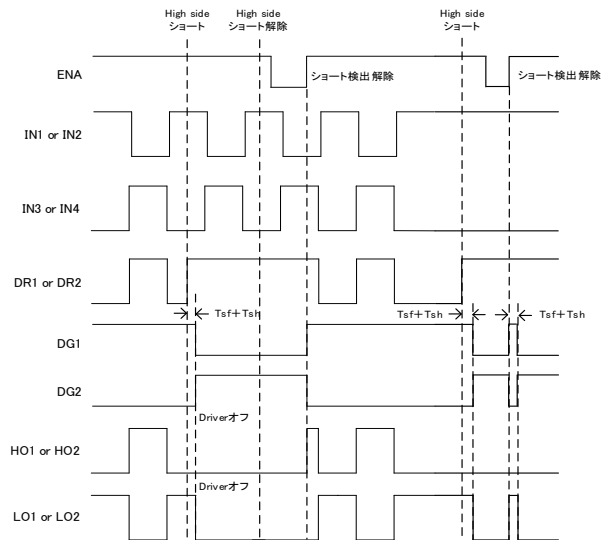 High side
ショート
High side
ショート解除
High side
ショート
ENA
ショート検出解除
ショート検出解除
IN1 or IN2
IN3 or IN4
DR1 or DR2
Tsf+Tsh
Tsf+Tsh
Tsf+Tsh
DG1
DG2
Driverオフ
HO1 or HO2
Driverオフ
LO1 or LO2